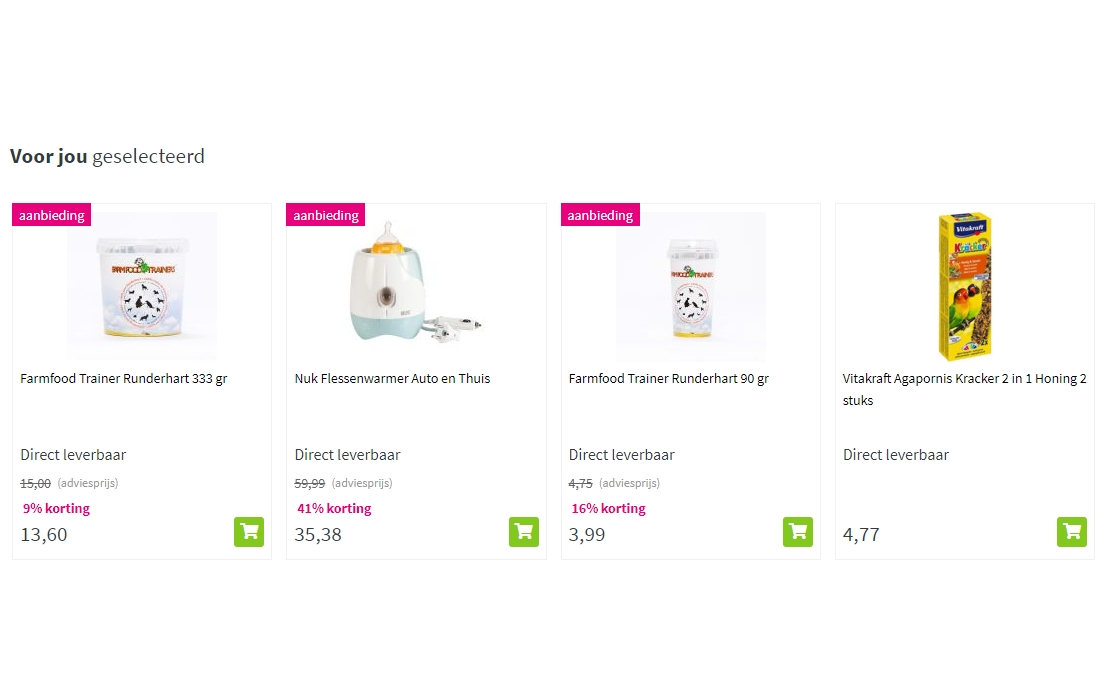 Voor jou geselecteerd
aanbieding
FARMFOOD TRAINERS
Farmfood Trainer Runderhart 333 gr
Direct leverbaar
15,00 (adviesprijs)
9% korting
13,60
aanbieding
Nuk Flessenwarmer Auto en Thuis
Direct leverbaar
59,99 (adviesprijs)
41% korting
35,38
aanbieding
FARMFOOD TRAINERS
Farmfood Trainer Runderhart 90 gr
Direct leverbaar
4,75 (adviesprijs)
16% korting
3,99
Vitakraft
Kräcker
Vitakraft Agapornis Kracker 2 in 1 Honing 2
stuks
Direct leverbaar
4,77